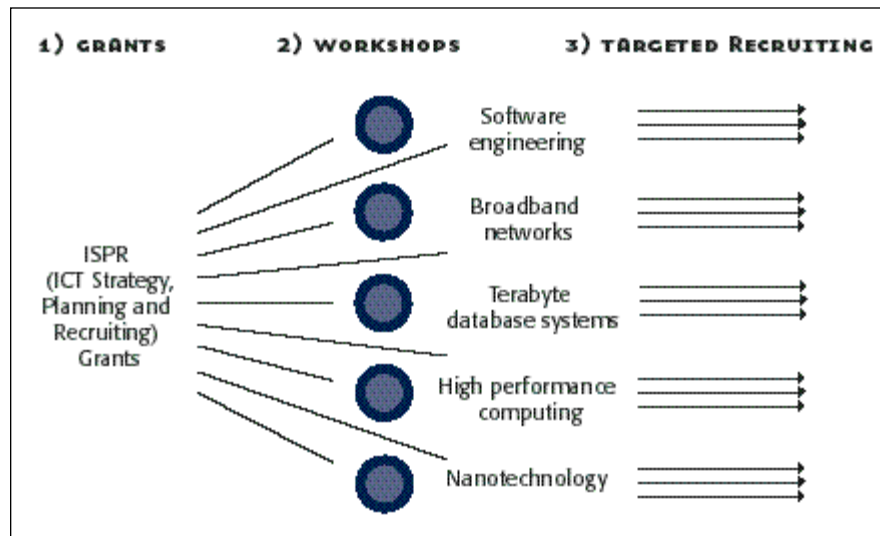 1) GRANTS
2) WORKSHOPS
3) TARGETED RECRUITING
ISPR
(ICT Strategy,
Planning and
Recruiting)
Grants
Software
engineering
Broadband
networks
Terabyte
database systems
High performance
computing
Nanotechnology